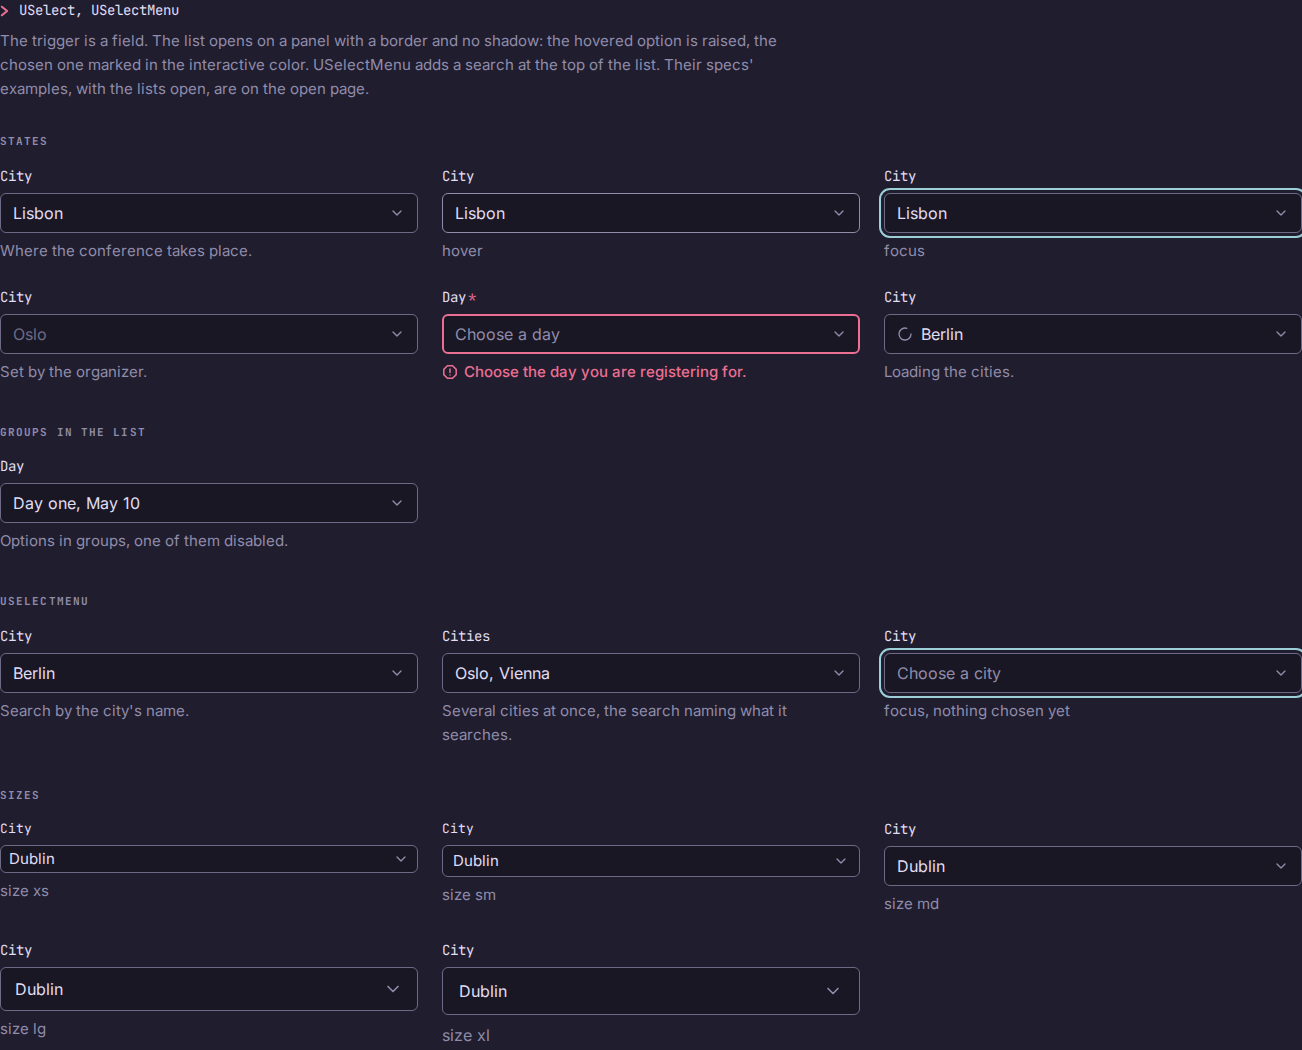 USelect, USelectMenu
The trigger is a field. The list opens on a panel with a border and no shadow: the hovered option is raised, the
chosen one marked in the interactive color. USelectMenu adds a search at the top of the list. Their specs'
examples, with the lists open, are on the open page.
STATES
City
City
City
Lisbon
Lisbon
Lisbon
Where the conference takes place.
hover
focus
City
Day*
City
Oslo
Choose a day
Berlin
Set by the organizer.
Choose the day you are registering for.
Loading the cities.
GROUPS IN THE LIST
Day
Day one, May 10
Options in groups, one of them disabled.
USELECTMENU
City
Cities
City
Berlin
Oslo, Vienna
Choose a city
Search by the city's name.
Several cities at once, the search naming what it
searches.
focus, nothing chosen yet
SIZES
City
City
City
Dublin
Dublin
Dublin
size xs
size sm
size md
City
City
Dublin
Dublin
size lg
size xl